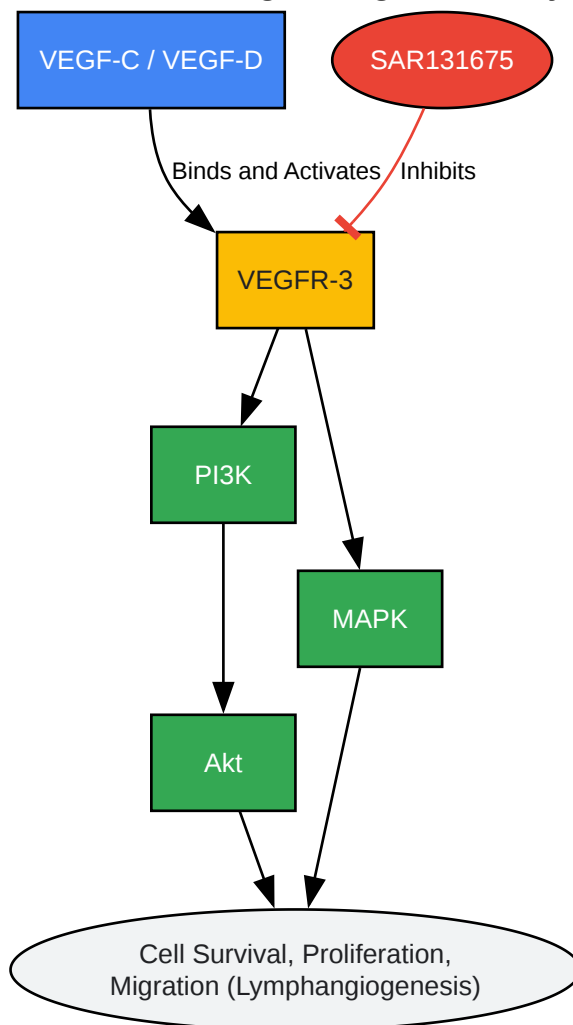 VEGF-C / VEGF-D
SAR131675
Binds and Activates
Inhibits
VEGFR-3
PI3K
MAPK
Akt
Cell Survival, Proliferation,
Migration (Lymphangiogenesis)